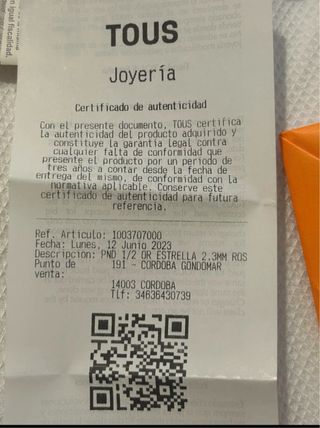 n igual fiscalidad.
TOUS
Joyería
Certificado de autenticidad
Con el presente documento, TOUS certifica
la autenticidad del producto adquirido y
constituye la garantía legal contra
cualquier falta de conformidad que
presente el producto por un periodo de
tres años a contar desde la fecha de
entrega del mismo, de conformidad con la
normativa aplicable. Conserve este
certificado de autenticidad para futura
referencia.
Ref. Artículo: 1003707000
Fecha: Lunes, 12 Junio 2023
Descripcion: PND 1/2 OR ESTRELLA 2.3MM ROS
Punto de 191 - CORDOBA GONDOMAR
venta:
14003 CORDOBA
Tlf: 34636430739